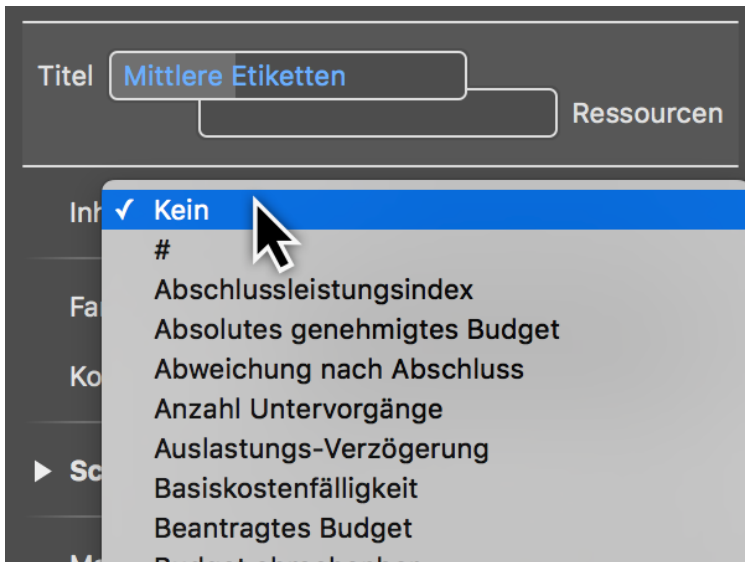 Titel Mittlere Etiketten
Ressourcen
Inh ✓ Kein
#
Abschlussleistungsindex
Absolutes genehmigtes Budget
Abweichung nach Abschluss
Anzahl Untervorgänge
Auslastungs-Verzögerung
Basiskostenfälligkeit
Beantragtes Budget